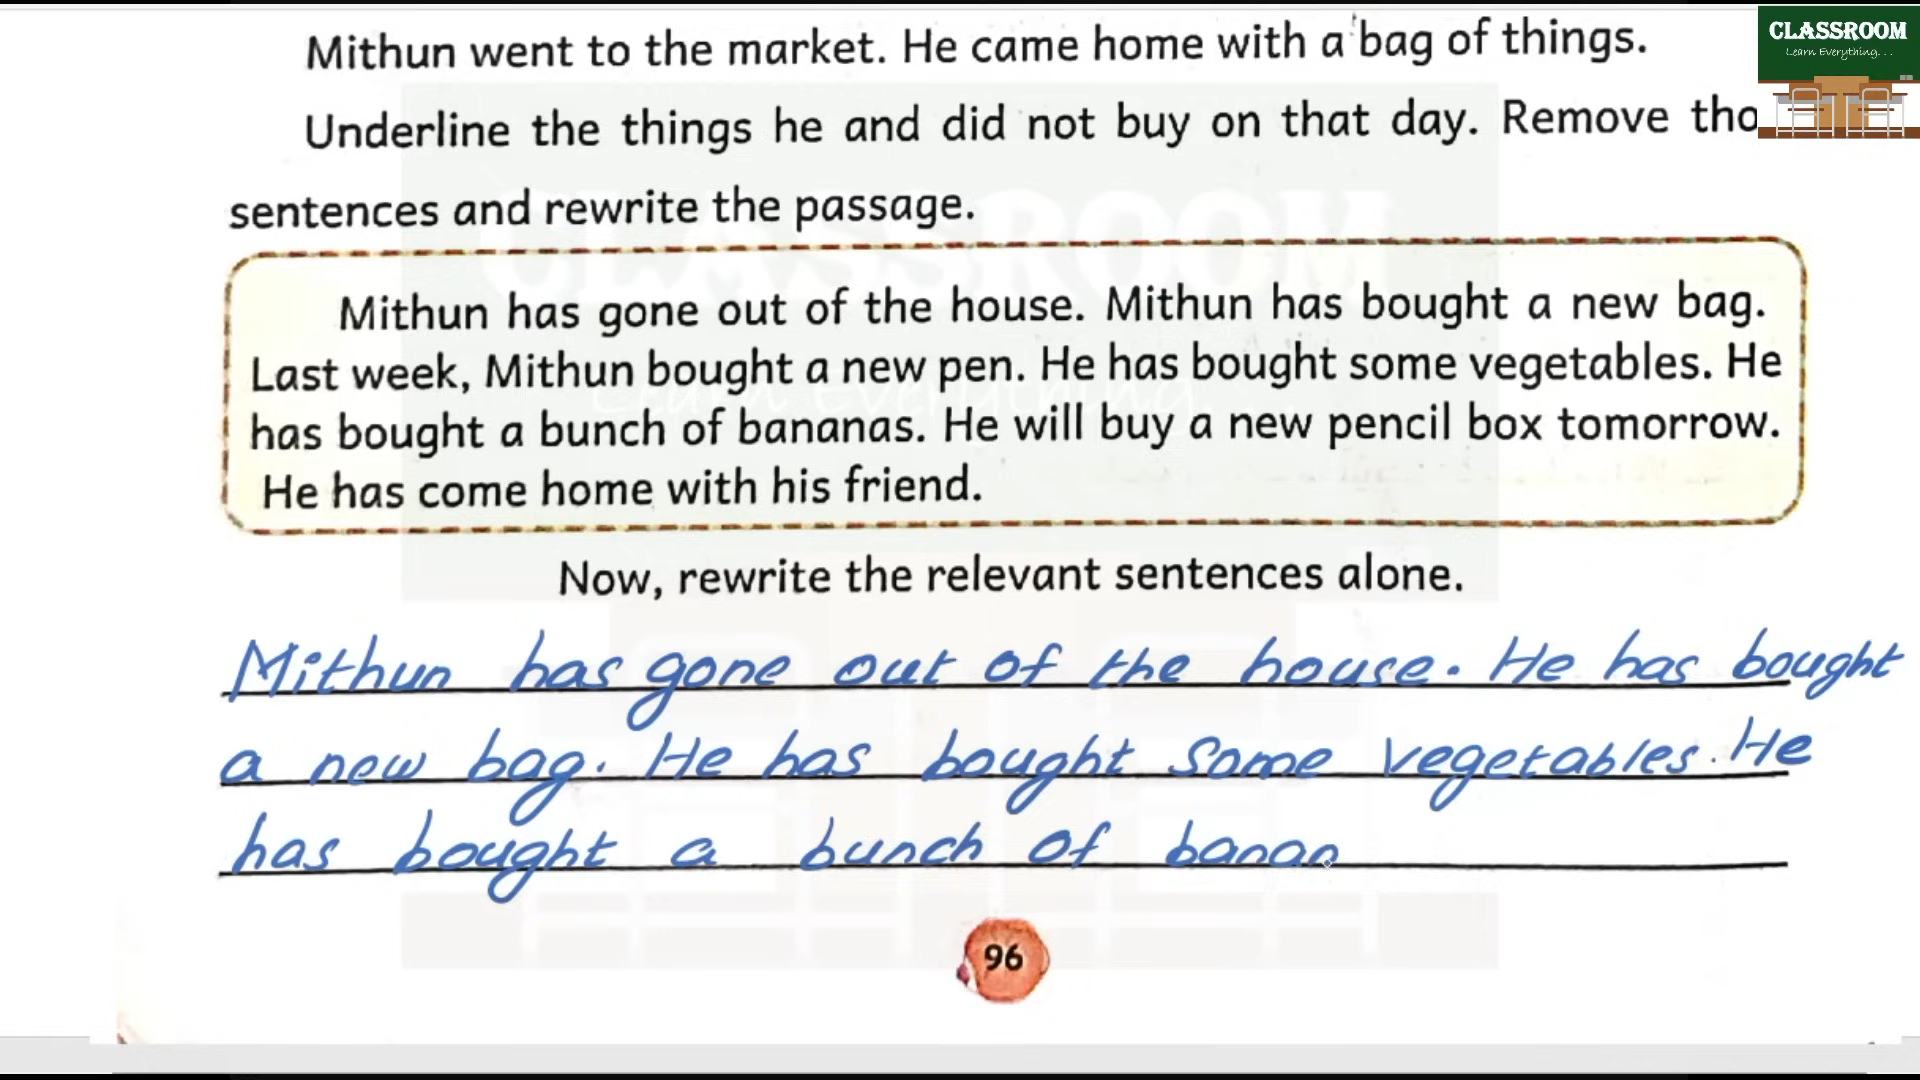 Mithun went to the market. He came home with a bag of things.
CLASSROOM
Learn Everything. . .
Underline the things he and did not buy on that day. Remove tho
sentences and rewrite the passage.
Mithun has gone out of the house. Mithun has bought a new bag.
Last week, Mithun bought a new pen. He has bought some vegetables. He
has bought a bunch of bananas. He will buy a new pencil box tomorrow.
He has come home with his friend.
CLASSROOM
Learn Everything. . .
Now, rewrite the relevant sentences alone.
Mithun has gone out of the house. He has bought
a new bag. He has bought some vegetables. He
has bought a bunch of banan
96